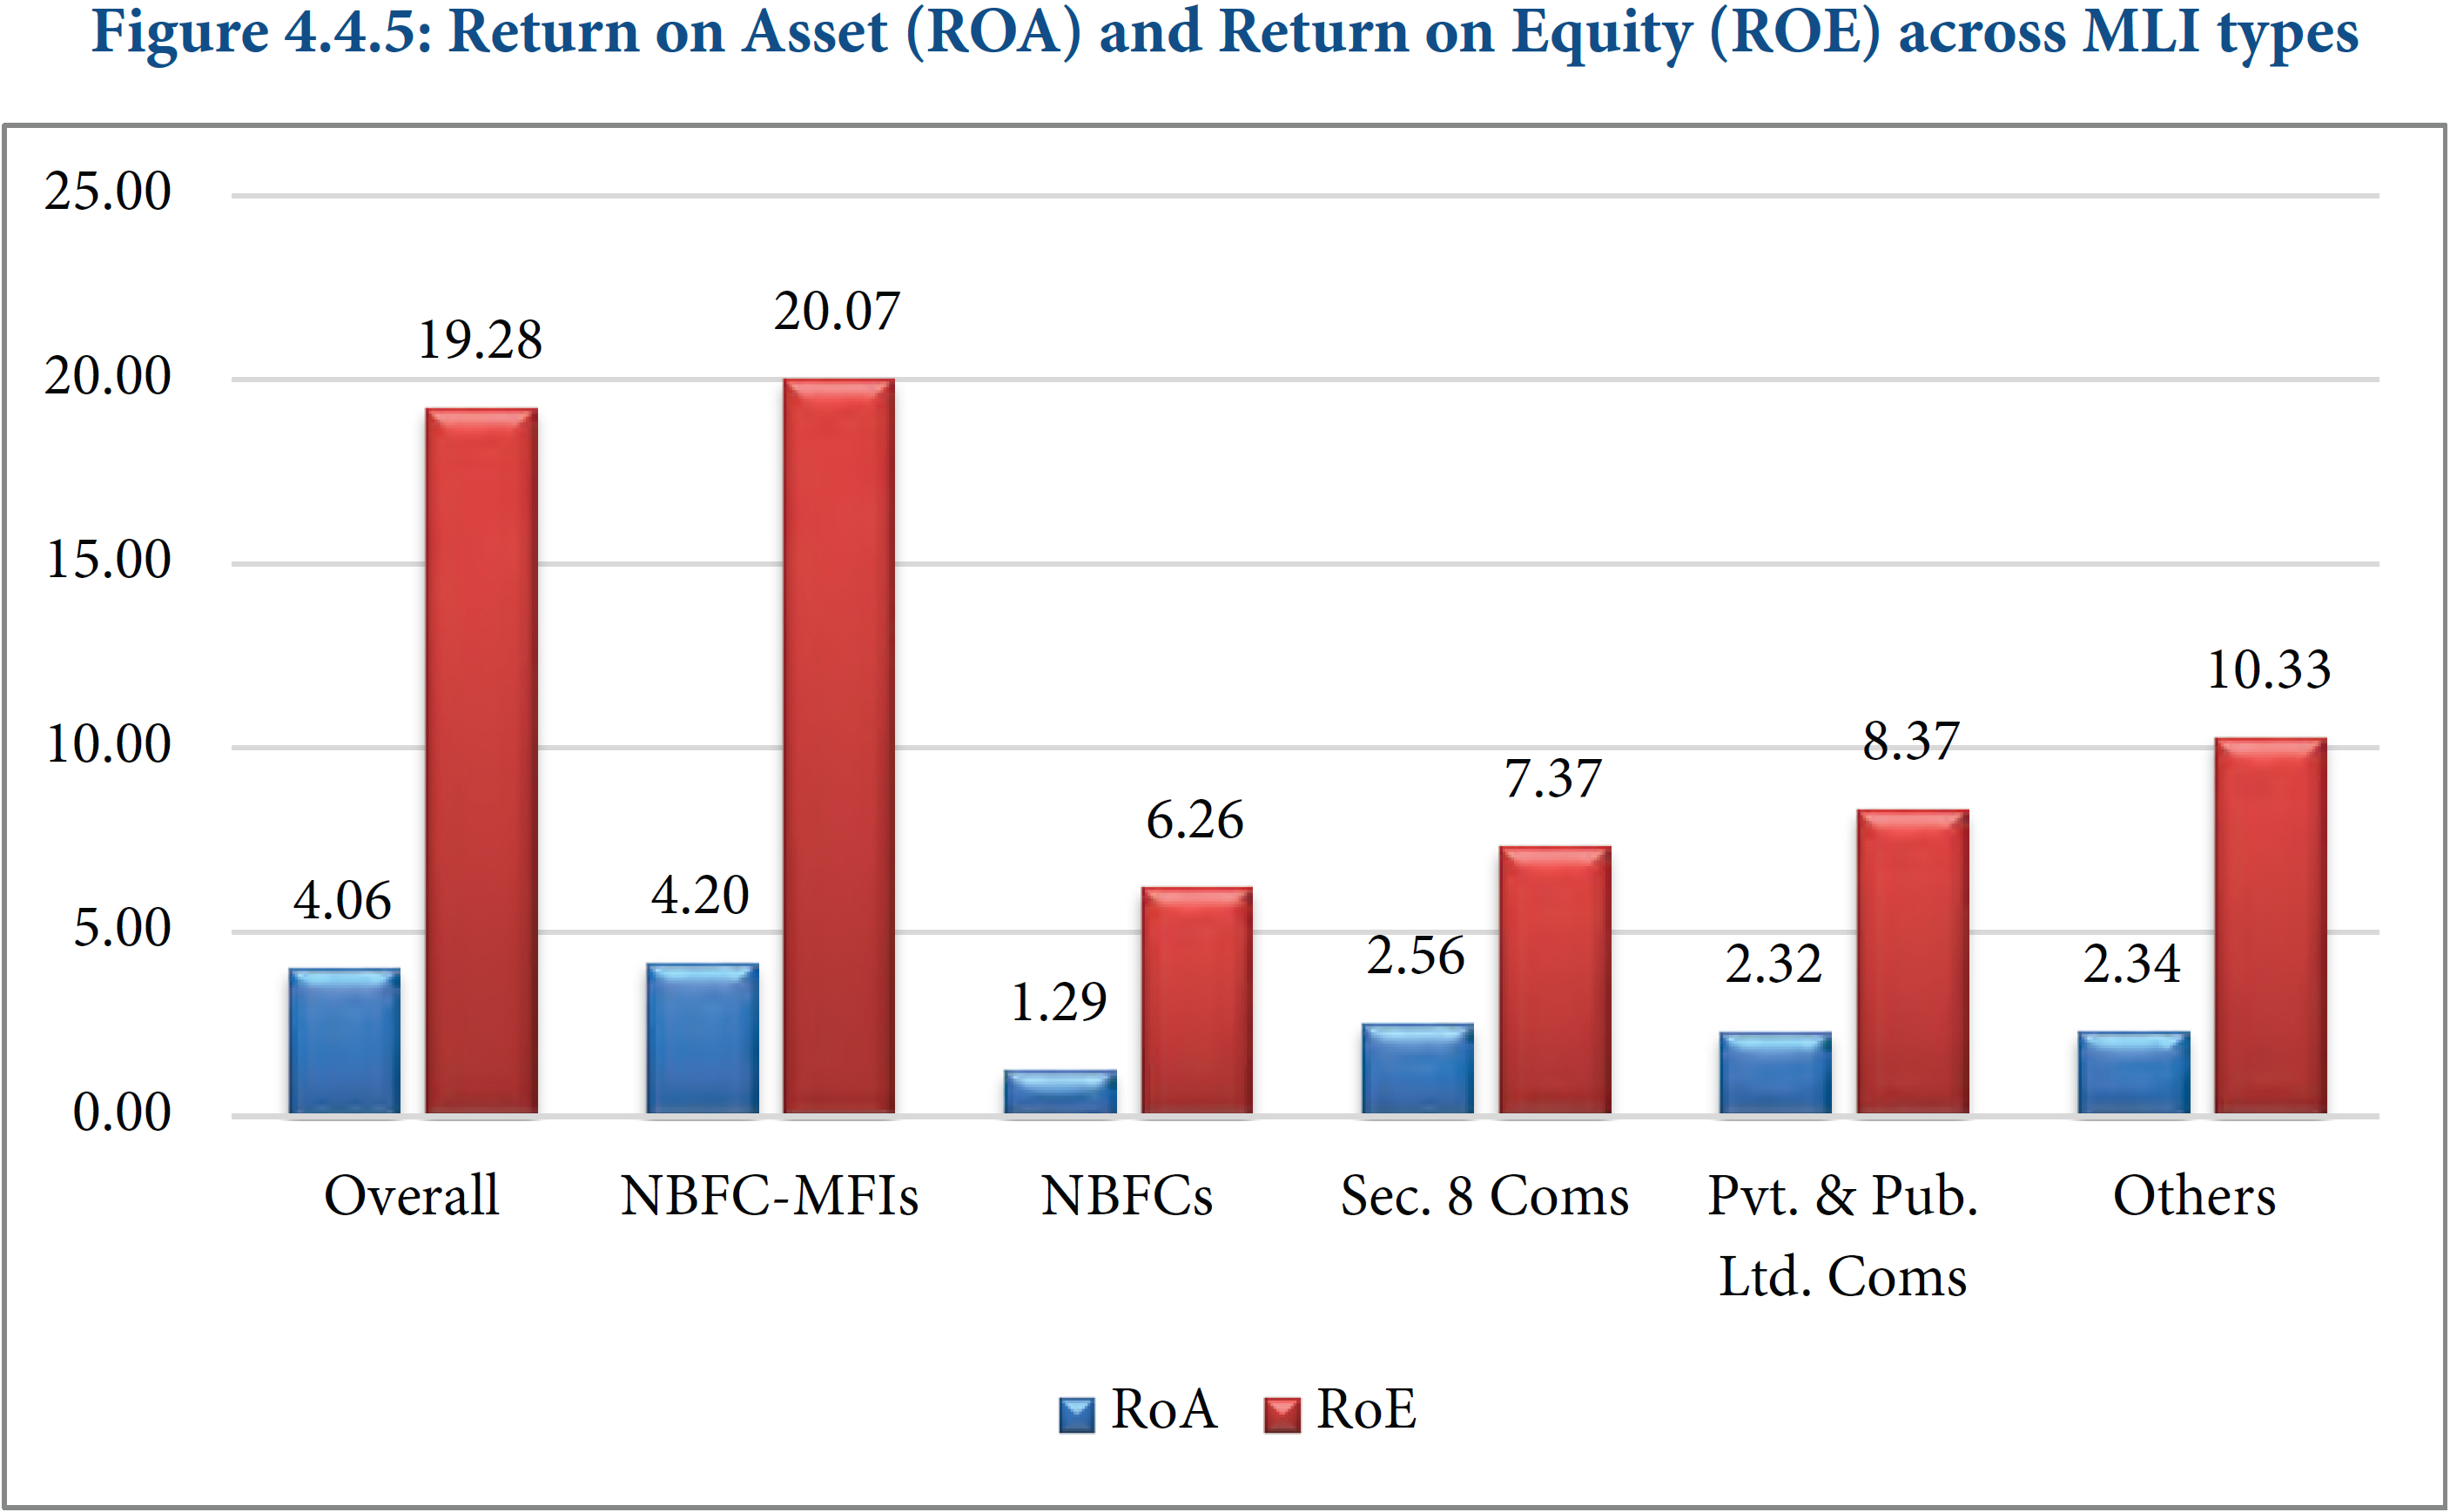 Figure 4.4.5: Return on Asset (ROA) and Return on Equity (ROE) across MLI types
25.00
20.00
15.00
10.00
5.00
0.00
4.06
19.28
4.20
20.07
1.29
6.26
2.56
7.37
2.32
8.37
2.34
10.33
Overall
NBFC-MFIs
NBFCs
Sec. 8 Coms
Pvt. & Pub.
Ltd. Coms
Others
RoA
RoE